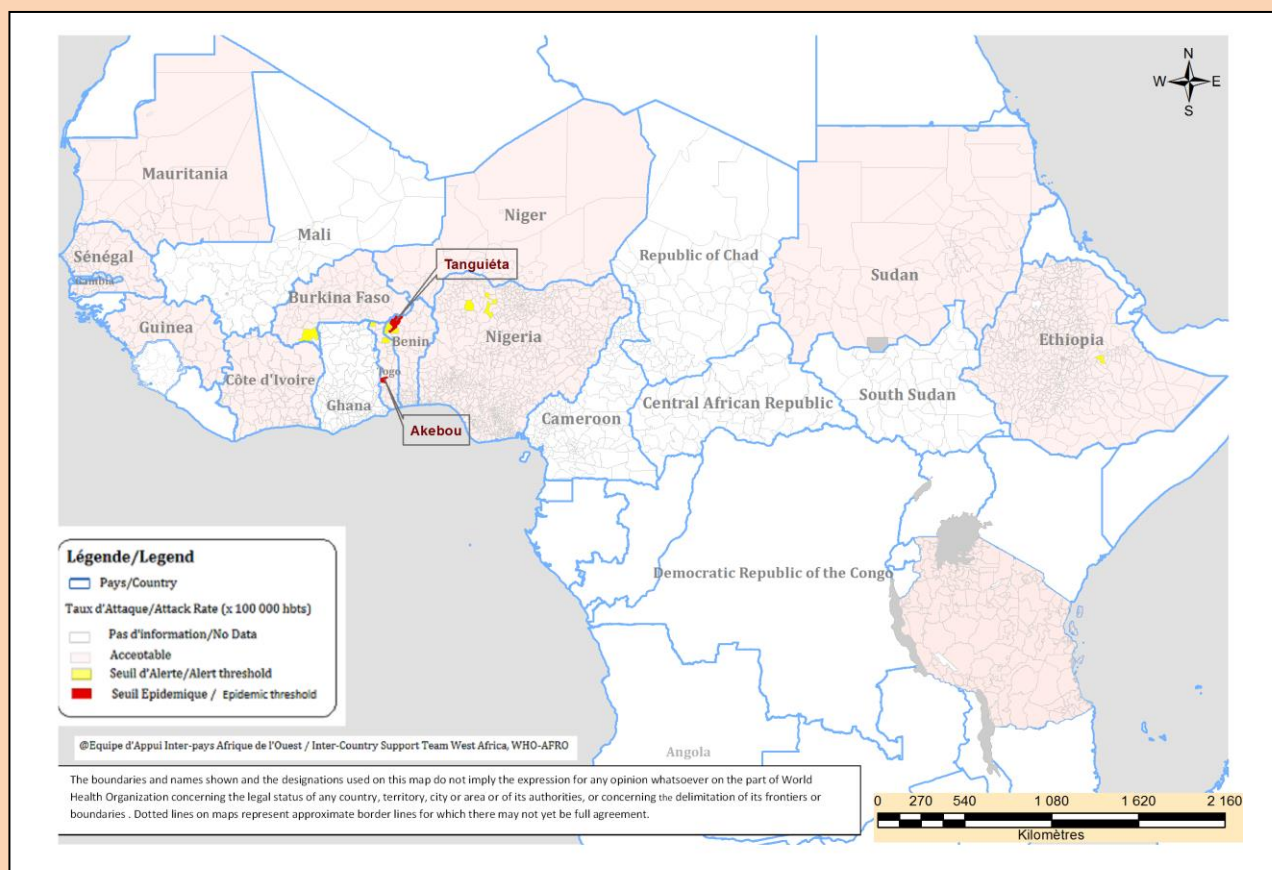 N
W E
S
Mauritania
Mali
Niger
Sénégal
Gambia
Republic of Chad
Sudan
Tanguiéta
Burkina Faso
Guinea
Nigeria
Benin
Ethiopia
Togo
Côte d'Ivoire
Ghana
Akebou
Cameroon
Central African Republic
South Sudan
Democratic Republic of the Congo
Angola
Légende/Legend
Pays/Country
Taux d'Attaque/Attack Rate (x 100 000 hbts)
Pas d'information/No Data
Acceptable
Seuil d'Alerte/Alert threshold
Seuil Epidemique / Epidemic threshold
@Equipe d'Appui Inter-pays Afrique de l'Ouest / Inter-Country Support Team West Africa, WHO-AFRO
The boundaries and names shown and the designations used on this map do not imply the expression for any opinion whatsoever on the part of World
Health Organization concerning the legal status of any country, territory, city or area or of its authorities, or concerning the delimitation of its frontiers or
boundaries . Dotted lines on maps represent approximate border lines for which there may not yet be full agreement.
0 270 540 1 080 1 620 2 160
Kilomètres